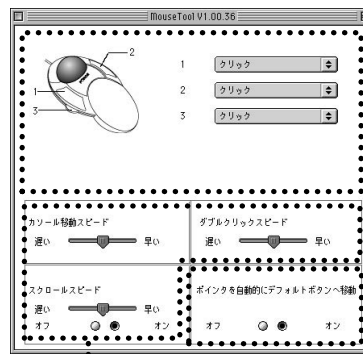 MouseTool V1.00.36
2
1
3
1 クリック
2 クリック
3 クリック
カソール移動スピード
遅い 早い
ダブルクリックスピード
遅い 早い
スクロールスピード
遅い 早い
オフ オン
ポインタを自動的にデフォルトボタンへ移動
オフ オン